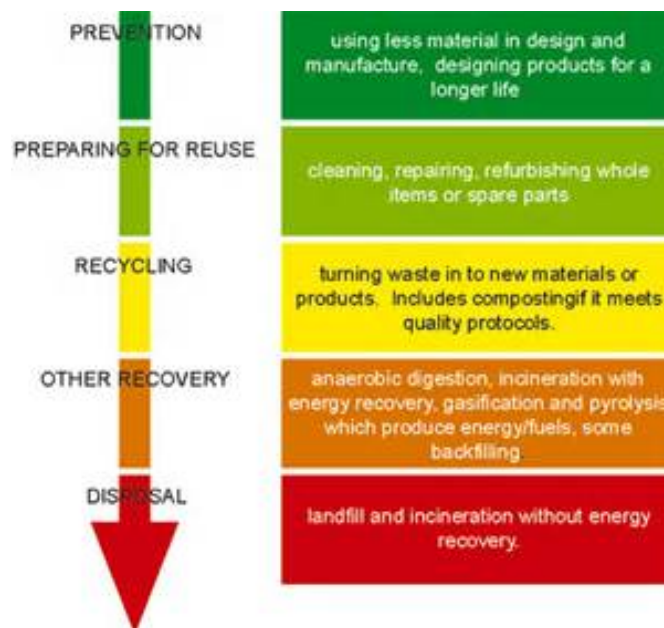 PREVENTION
using less material in design and
manufacture, designing products for a
longer life
PREPARING FOR REUSE
cleaning, repairing, refurbishing whole
items or spare parts
RECYCLING
turning waste in to new materials or
products. Includes compostingif it meets
quality protocols.
OTHER RECOVERY
anaerobic digestion, incineration with
energy recovery, gasification and pyrolysis
which produce energy/fuels, some
backfilling.
DISPOSAL
landfill and incineration without energy
recovery.